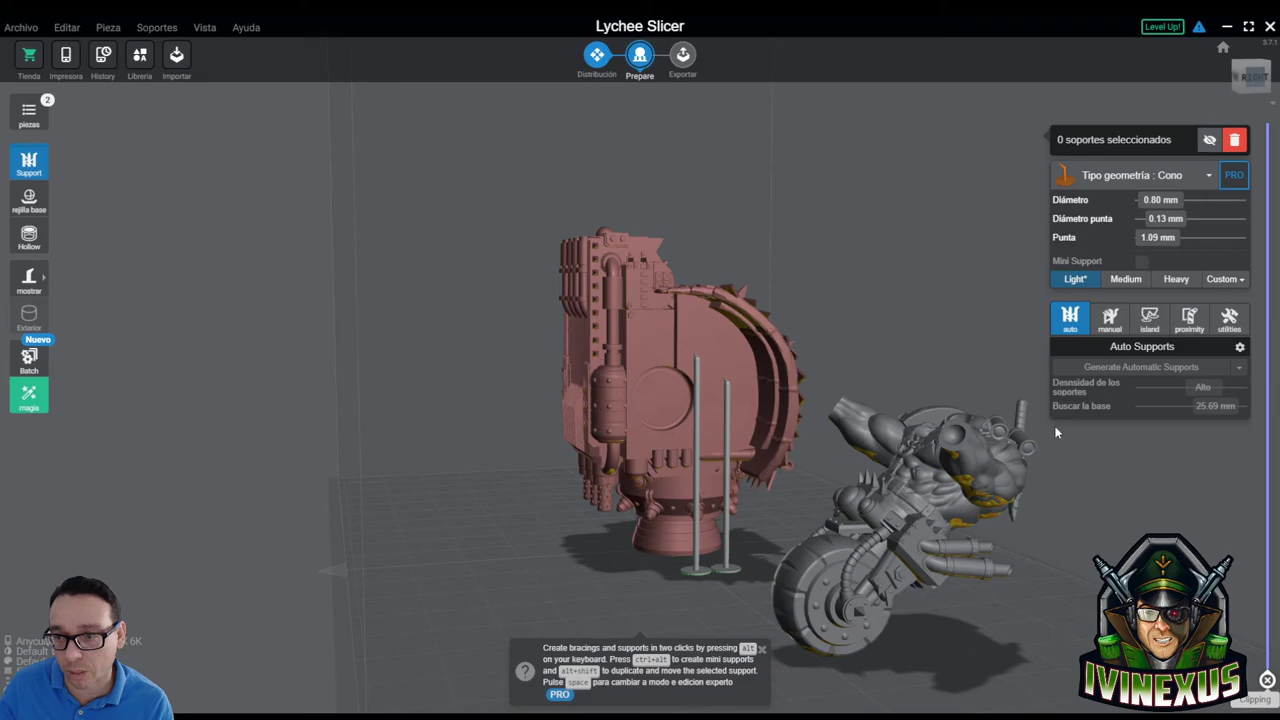 Archivo Editar Pieza Soportes Vista Ayuda
Lychee Slicer
Level Up!
3.7.1
Tienda Impresora History Libreria Importar
Distribución Prepare Exportar
RIGHT
2
piezas
Support
rejilla base
Hollow
mostrar
Exterior
Nuevo
Batch
magia
0 soportes seleccionados
Tipo geometría : Cono
PRO
Diámetro 0.80 mm
Diámetro punta 0.13 mm
Punta 1.09 mm
Mini Support
Light* Medium Heavy Custom
auto manual island proximity utilities
Auto Supports
Generate Automatic Supports
Desnsidad de los
soportes Alto
Buscar la base 25.69 mm
Create bracings and supports in two clicks by pressing alt
on your keyboard. Press ctrl+alt to create mini supports
and alt+shift to duplicate and move the selected support.
Pulse space para cambiar a modo e edicion experto
PRO
?
6K
IVINEXUS
Clipping